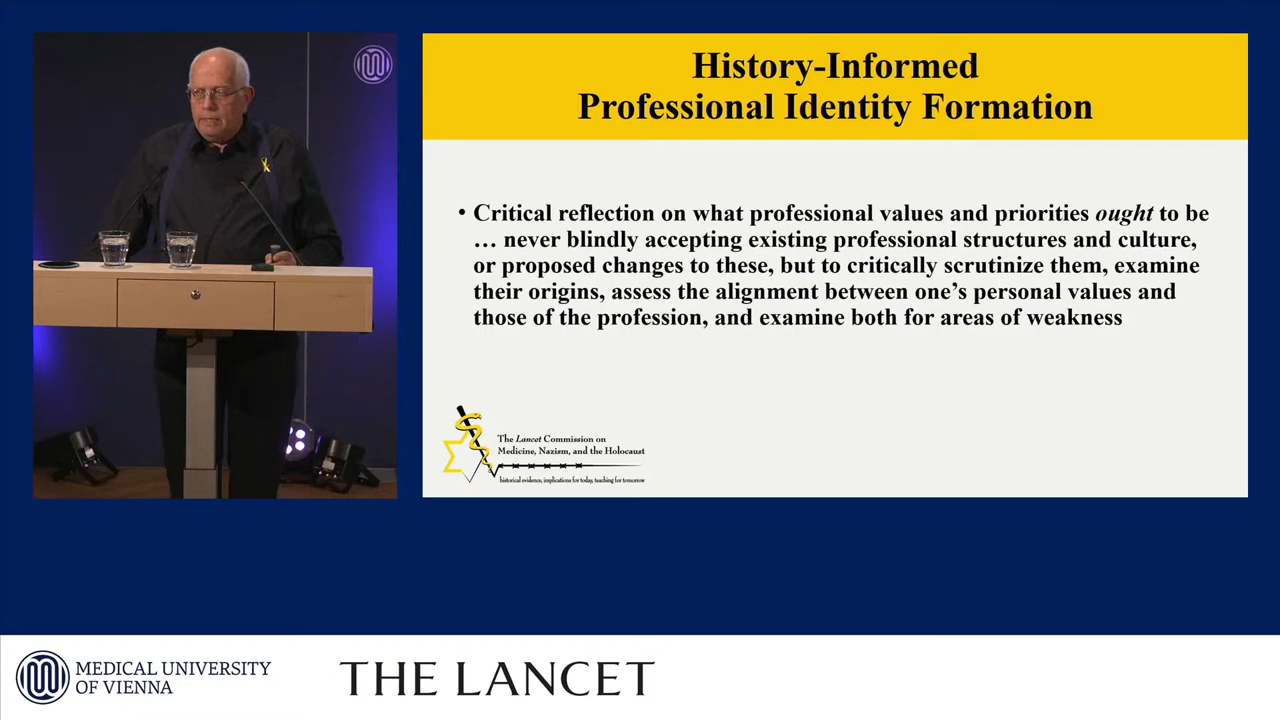 History-Informed
Professional Identity Formation
• Critical reflection on what professional values and priorities ought to be
… never blindly accepting existing professional structures and culture,
or proposed changes to these, but to critically scrutinize them, examine
their origins, assess the alignment between one’s personal values and
those of the profession, and examine both for areas of weakness
The Lancet Commission on
Medicine, Nazism, and the Holocaust
historical evidence, implications for today, teaching for tomorrow
MEDICAL UNIVERSITY
OF VIENNA
THE LANCET